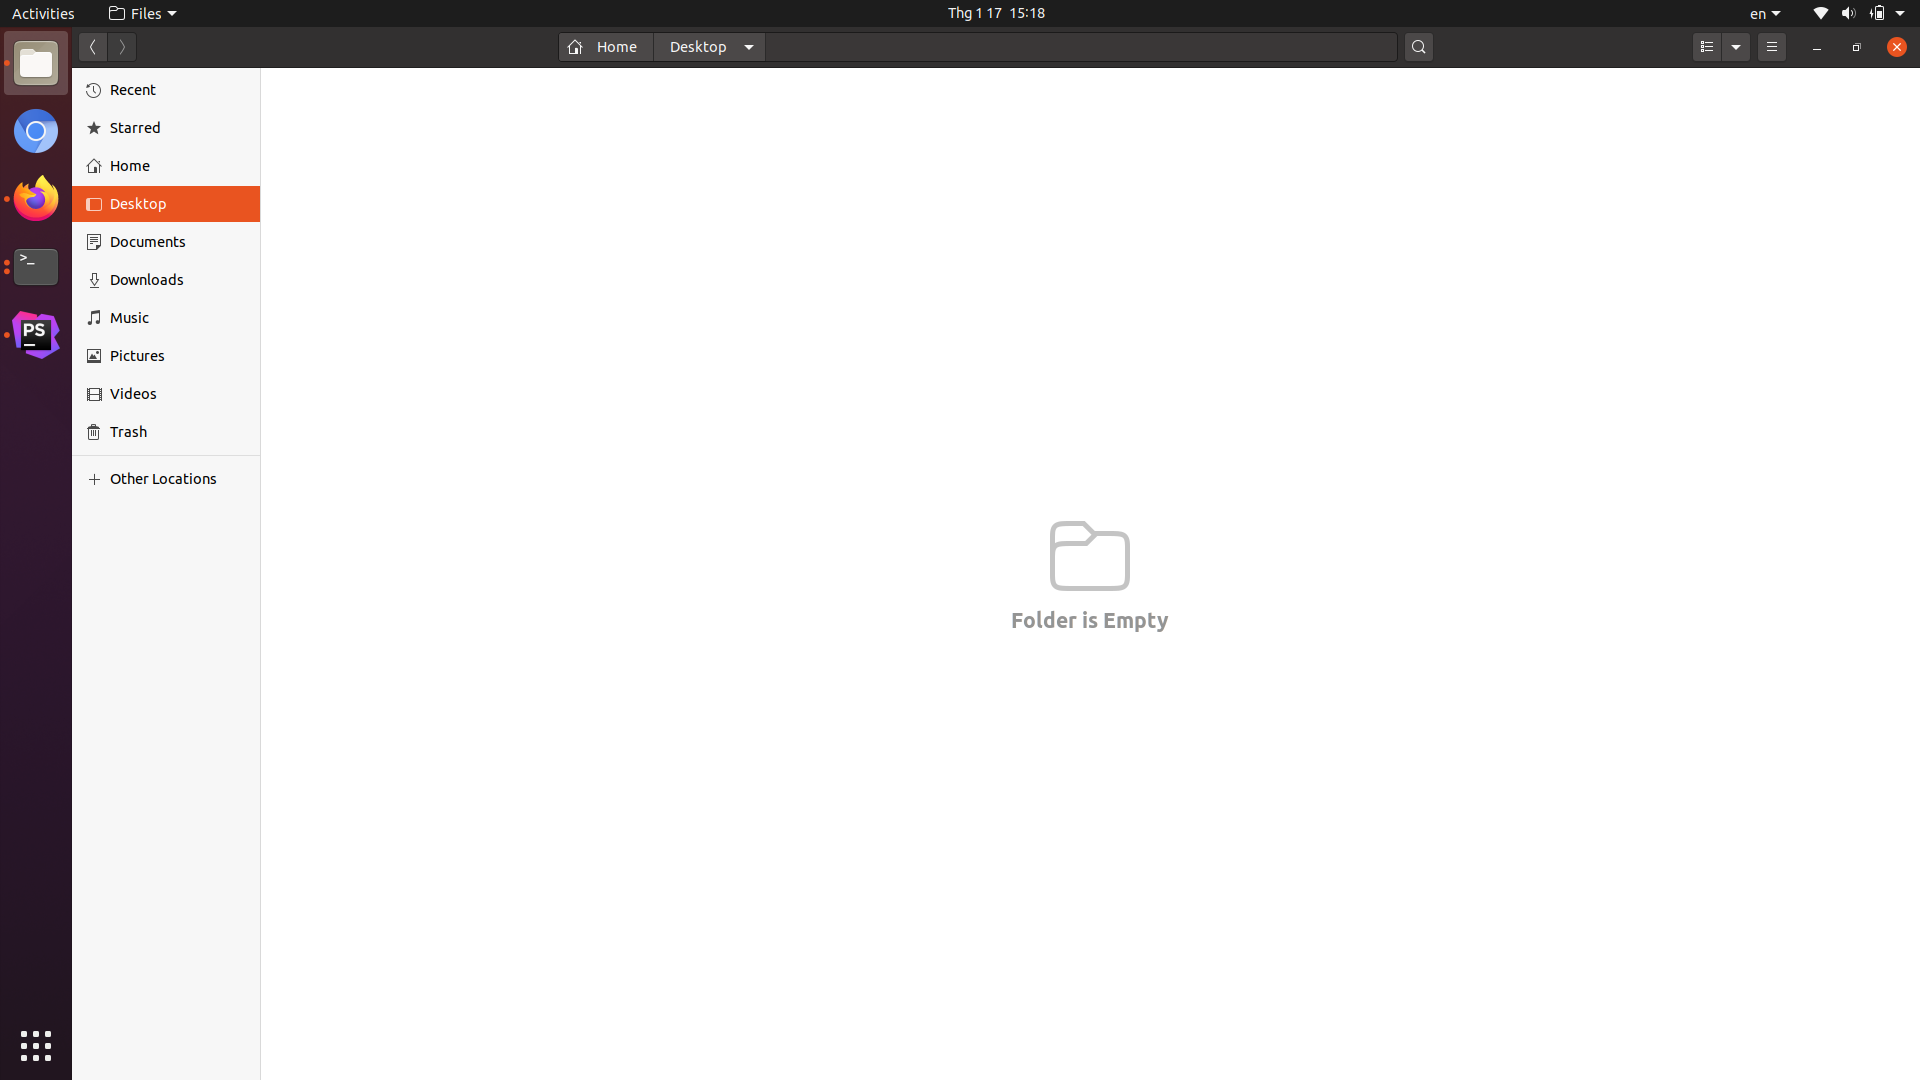 Activities
Files
Thg 1 17 15:18
en
Home
Desktop
Recent
Starred
Home
Desktop
Documents
Downloads
Music
Pictures
Videos
Trash
Other Locations
>_
PS
Folder is Empty